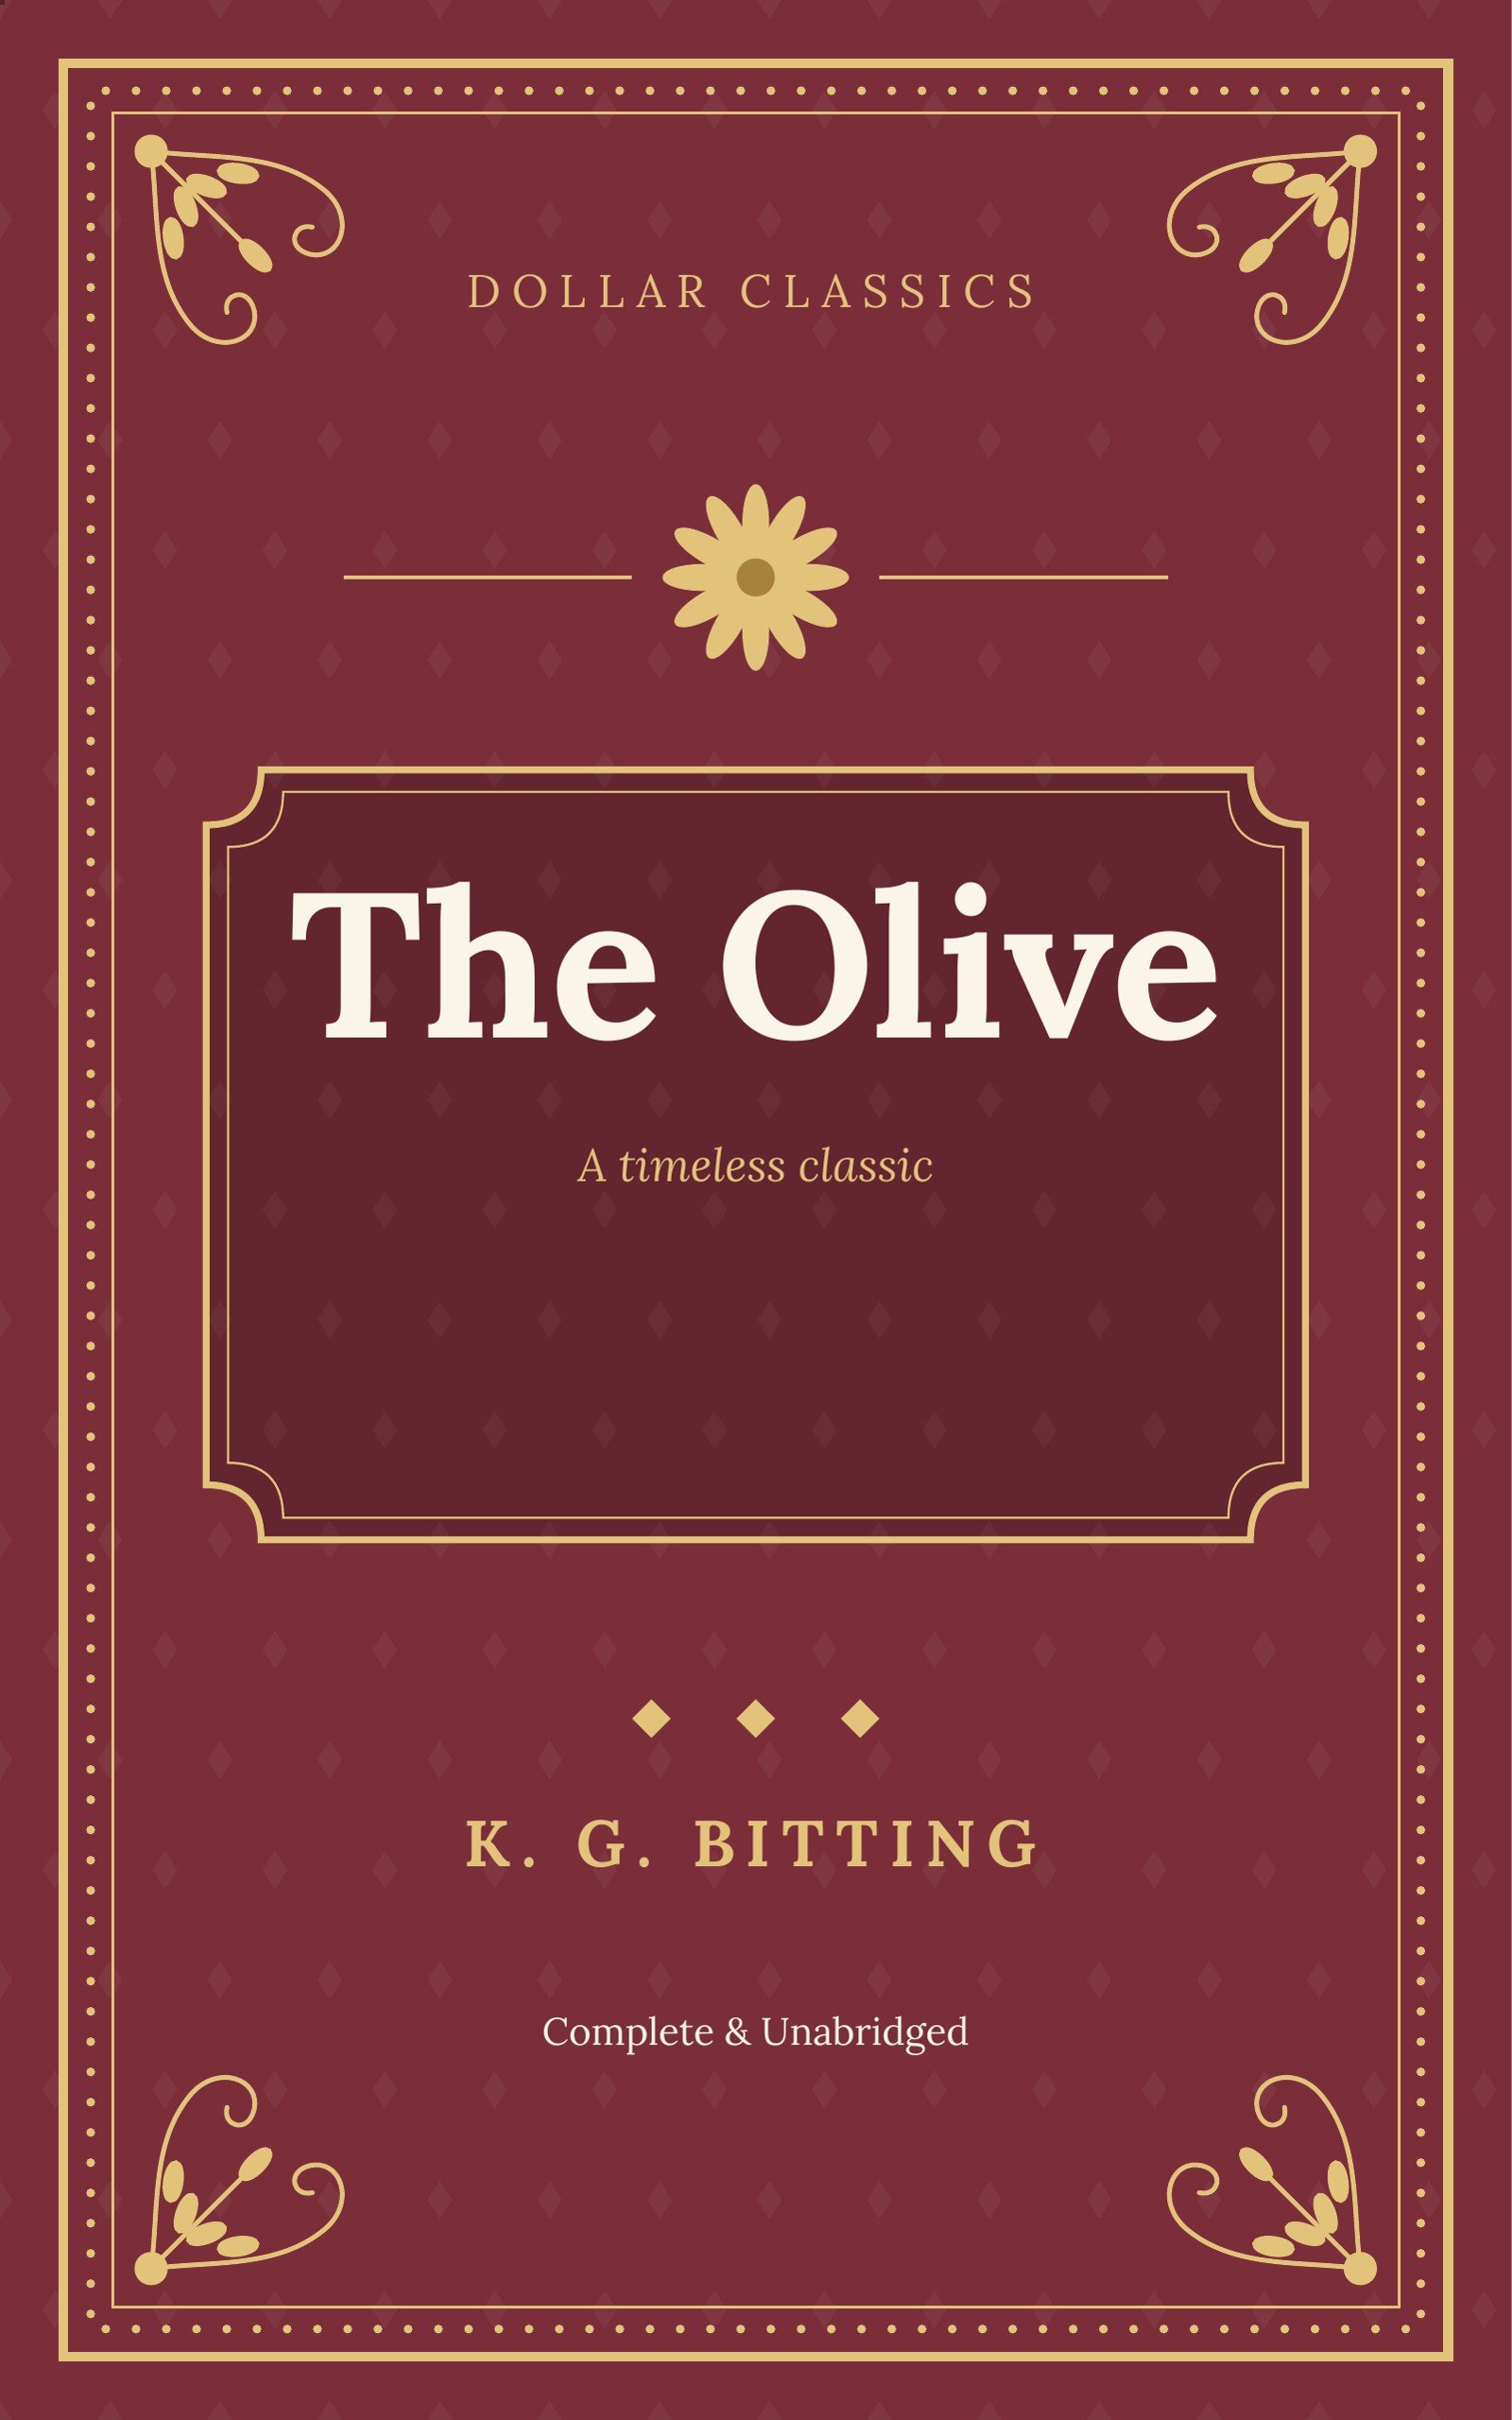 DOLLAR CLASSICS
The Olive
A timeless classic
K. G. BITTING
Complete & Unabridged